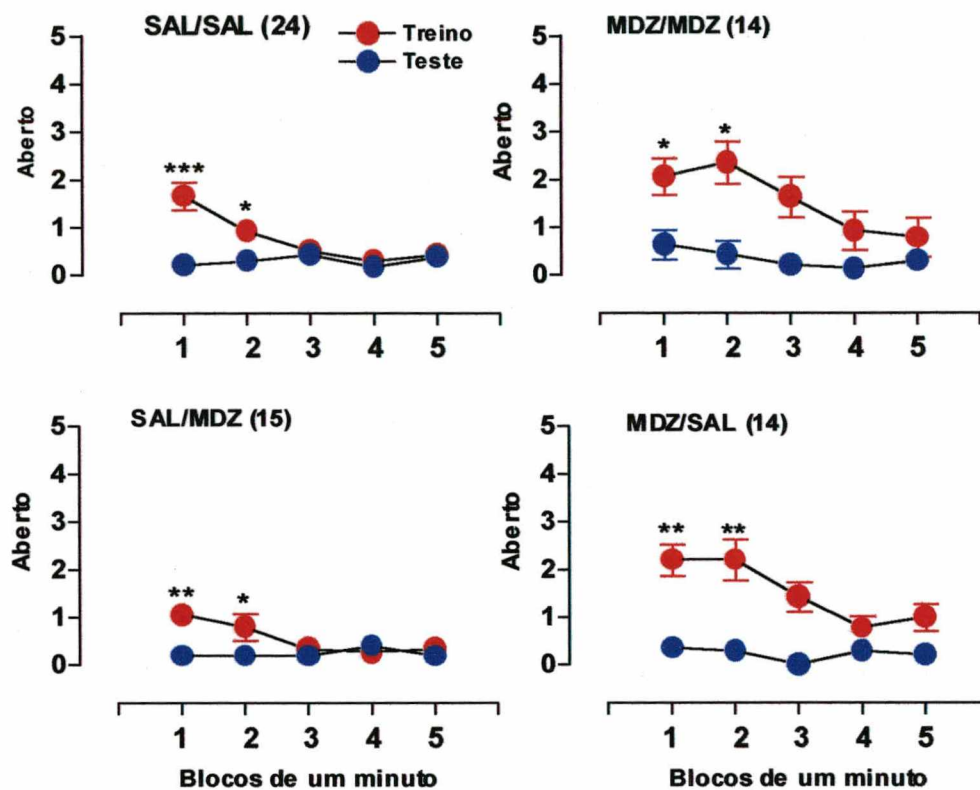 SAL/SAL (24)
Treino
Teste
***
*
Aberto
5
4
3
2
1
0
1 2 3 4 5
MDZ/MDZ (14)
*
*
Aberto
5
4
3
2
1
0
1 2 3 4 5
SAL/MDZ (15)
**
*
Aberto
5
4
3
2
1
0
1 2 3 4 5
Blocos de um minuto
MDZ/SAL (14)
**
**
Aberto
5
4
3
2
1
0
1 2 3 4 5
Blocos de um minuto